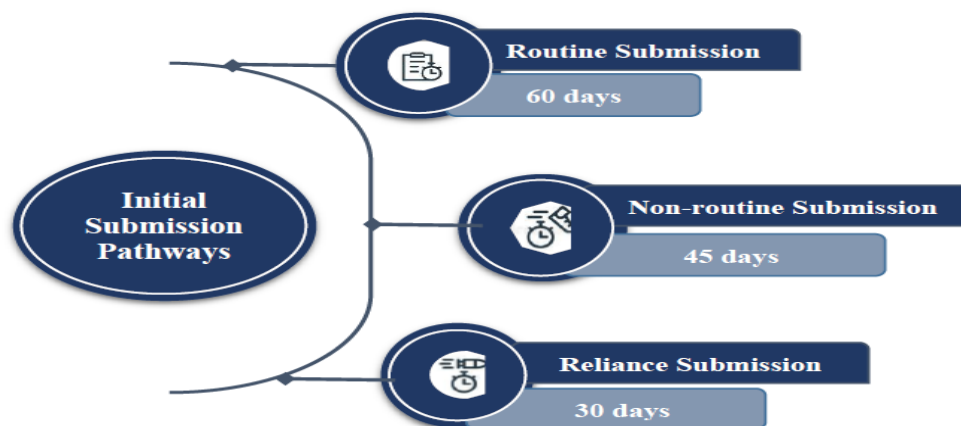 Routine Submission
60 days
Initial
Submission
Pathways
Non-routine Submission
45 days
Reliance Submission
30 days